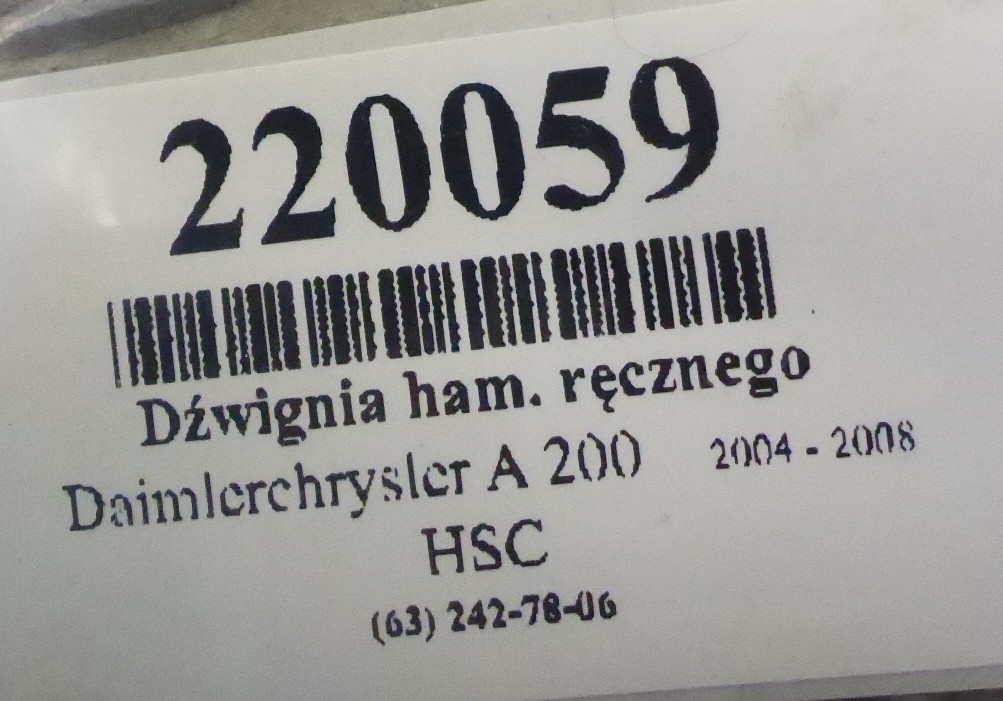 220059
Dźwignia ham. ręcznego
Daimlerchrysler A 200 2004 - 2008
HSC
(63) 242-78-06